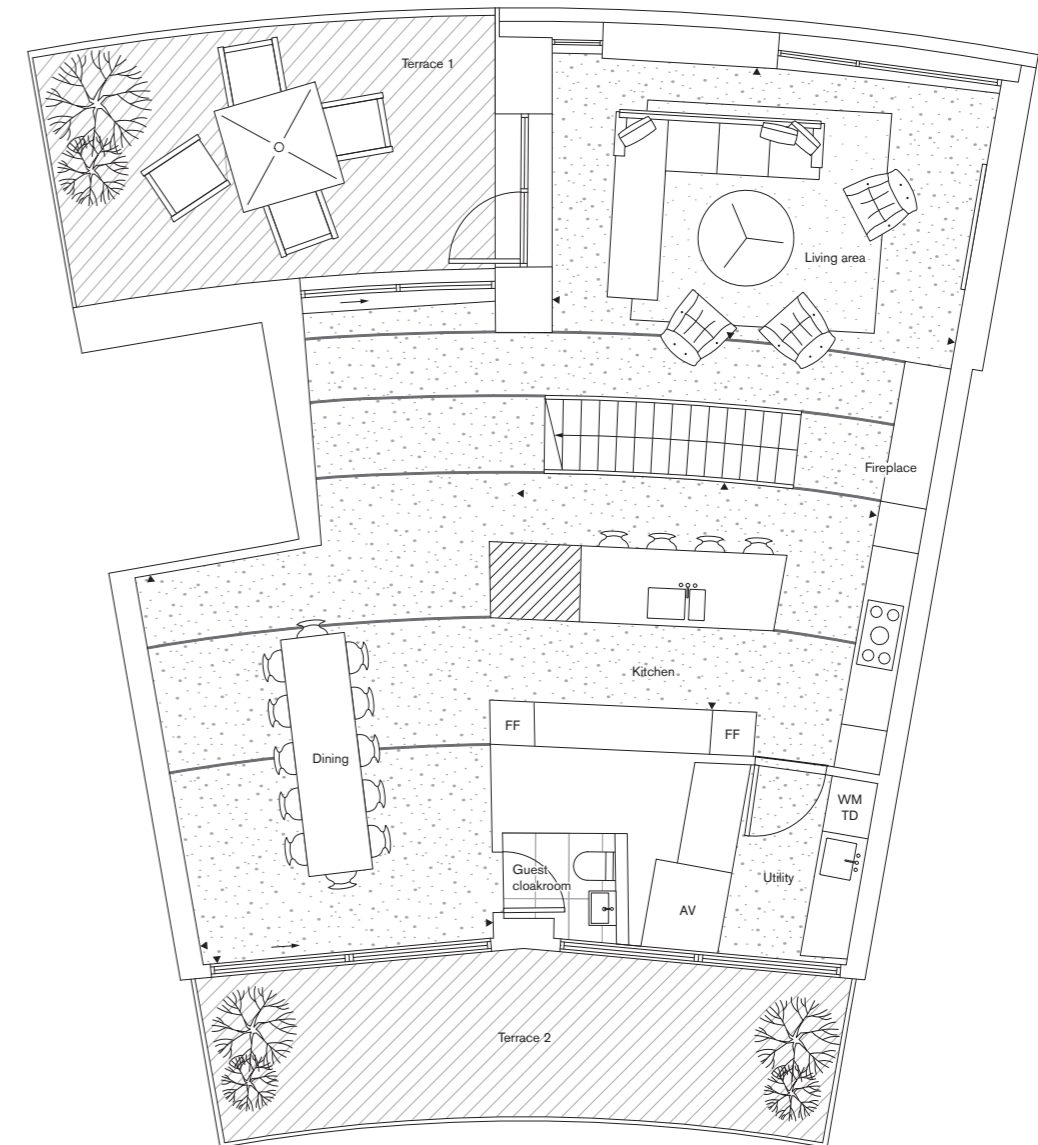 Terrace 1
Living area
Fireplace
Kitchen
FF
FF
Dining
WM
TD
Guest
cloakroom
Utility
AV
Terrace 2